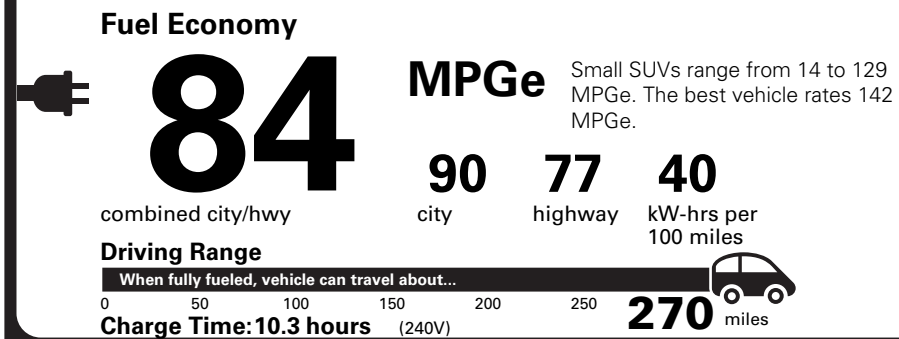 Fuel Economy
84
combined city/hwy
MPGe
Small SUVs range from 14 to 129
MPGe. The best vehicle rates 142
MPGe.
90
city
77
highway
40
kW-hrs per
100 miles
Driving Range
When fully fueled, vehicle can travel about...
0 50 100 150 200 250 270 miles
Charge Time: 10.3 hours (240V)